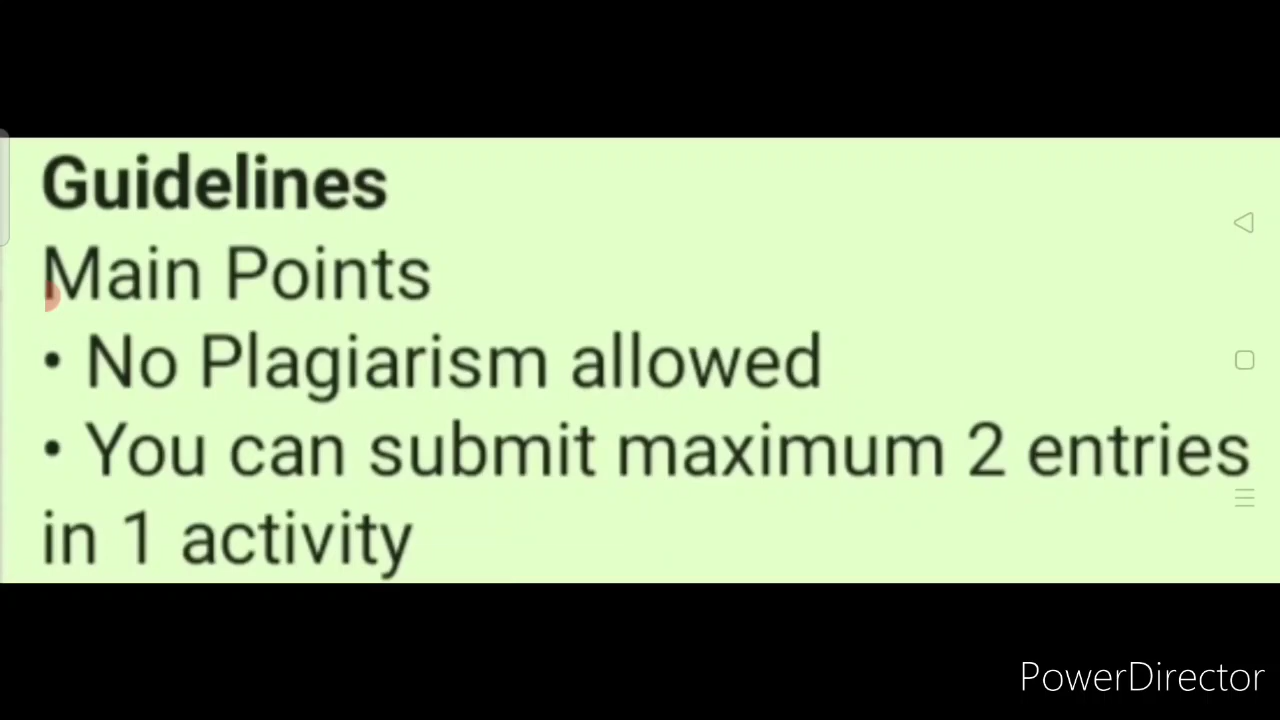 Guidelines
Main Points
• No Plagiarism allowed
• You can submit maximum 2 entries
in 1 activity
PowerDirector